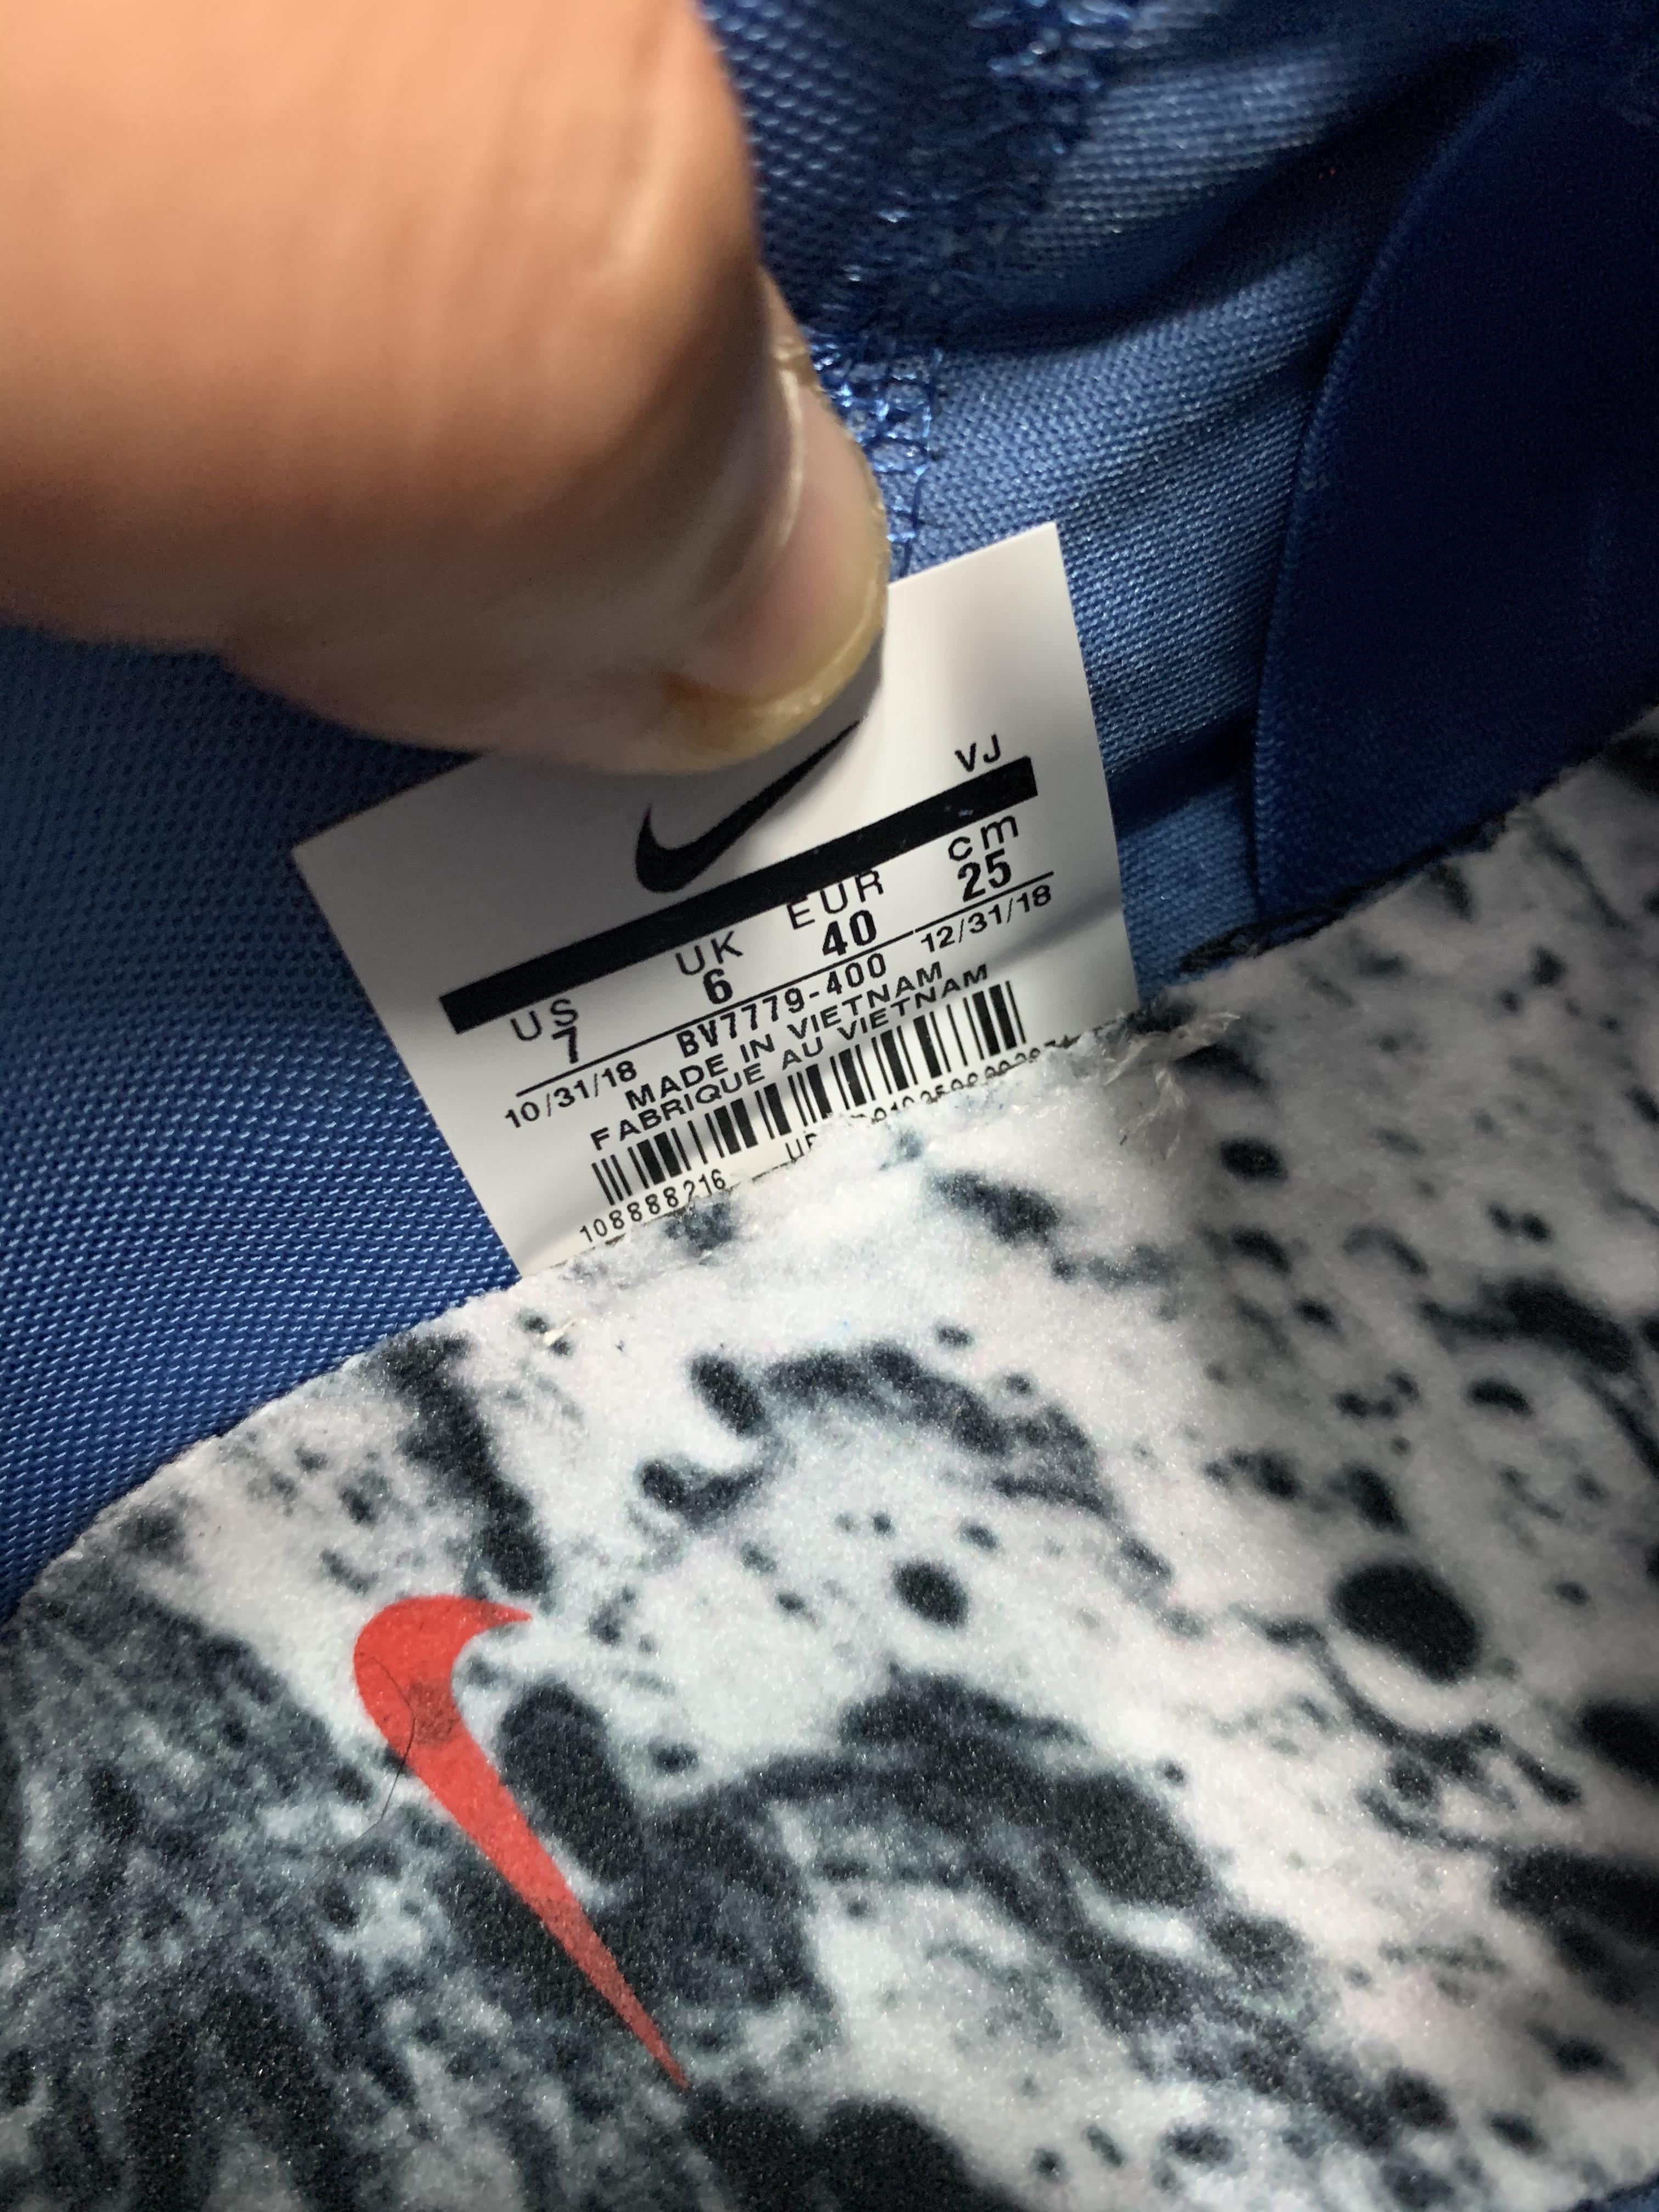 VJ
US UK EUR cm
7 6 40 25
10/31/18 BV7779-400 12/31/18
MADE IN VIETNAM
FABRIQUE AU VIETNAM
108888216